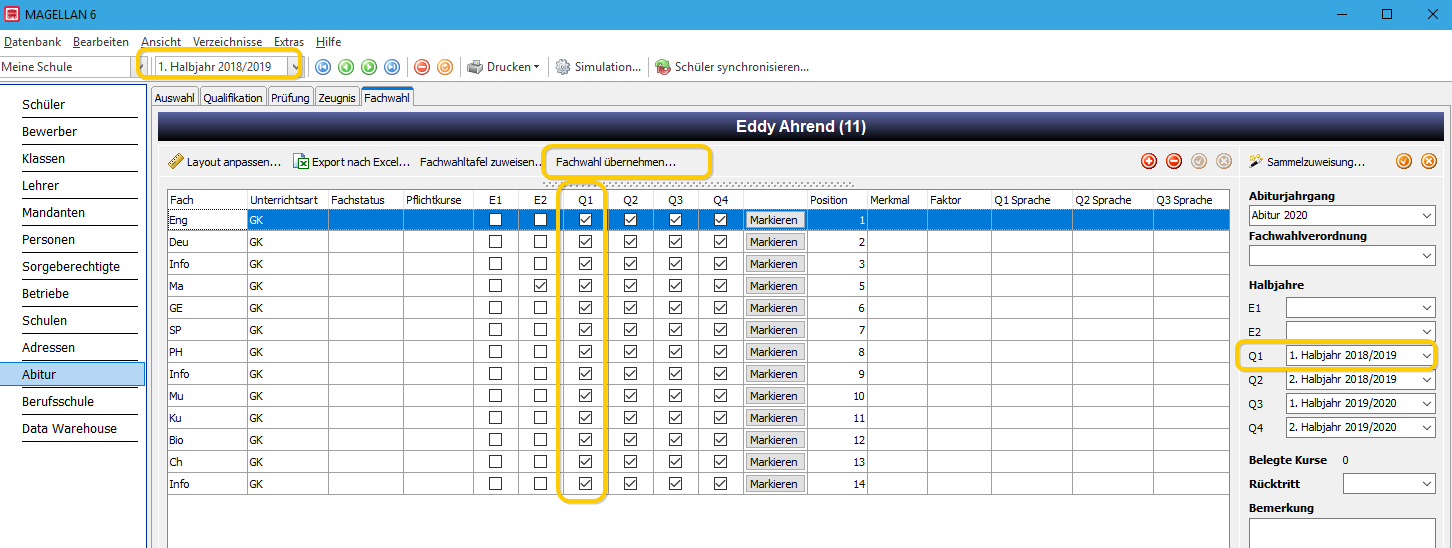 MAGELLAN 6
Datenbank Bearbeiten Ansicht Verzeichnisse Extras Hilfe
Meine Schule 1. Halbjahr 2018/2019 Drucken Simulation... Schüler synchronisieren...
Schüler
Bewerber
Klassen
Lehrer
Mandanten
Personen
Sorgeberechtigte
Betriebe
Schulen
Adressen
Abitur
Berufsschule
Data Warehouse
Auswahl Qualifikation Prüfung Zeugnis Fachwahl
Eddy Ahrend (11)
Layout anpassen... Export nach Excel... Fachwahltafel zuweisen... Fachwahl übernehmen...
Fach Unterrichtsart Fachstatus Pflichtkurse E1 E2 Q1 Q2 Q3 Q4 Position Merkmal Faktor Q1 Sprache Q2 Sprache Q3 Sprache
Eng GK Markieren 1
Deu GK Markieren 2
Info GK Markieren 3
Ma GK Markieren 5
GE GK Markieren 6
SP GK Markieren 7
PH GK Markieren 8
Info GK Markieren 9
Mu GK Markieren 10
Ku GK Markieren 11
Bio GK Markieren 12
Ch GK Markieren 13
Info GK Markieren 14
Sammelzuweisung...
Abiturjahrgang
Abitur 2020
Fachwahlverordnung
Halbjahre
E1
E2
Q1 1. Halbjahr 2018/2019
Q2 2. Halbjahr 2018/2019
Q3 1. Halbjahr 2019/2020
Q4 2. Halbjahr 2019/2020
Belegte Kurse 0
Rücktritt
Bemerkung